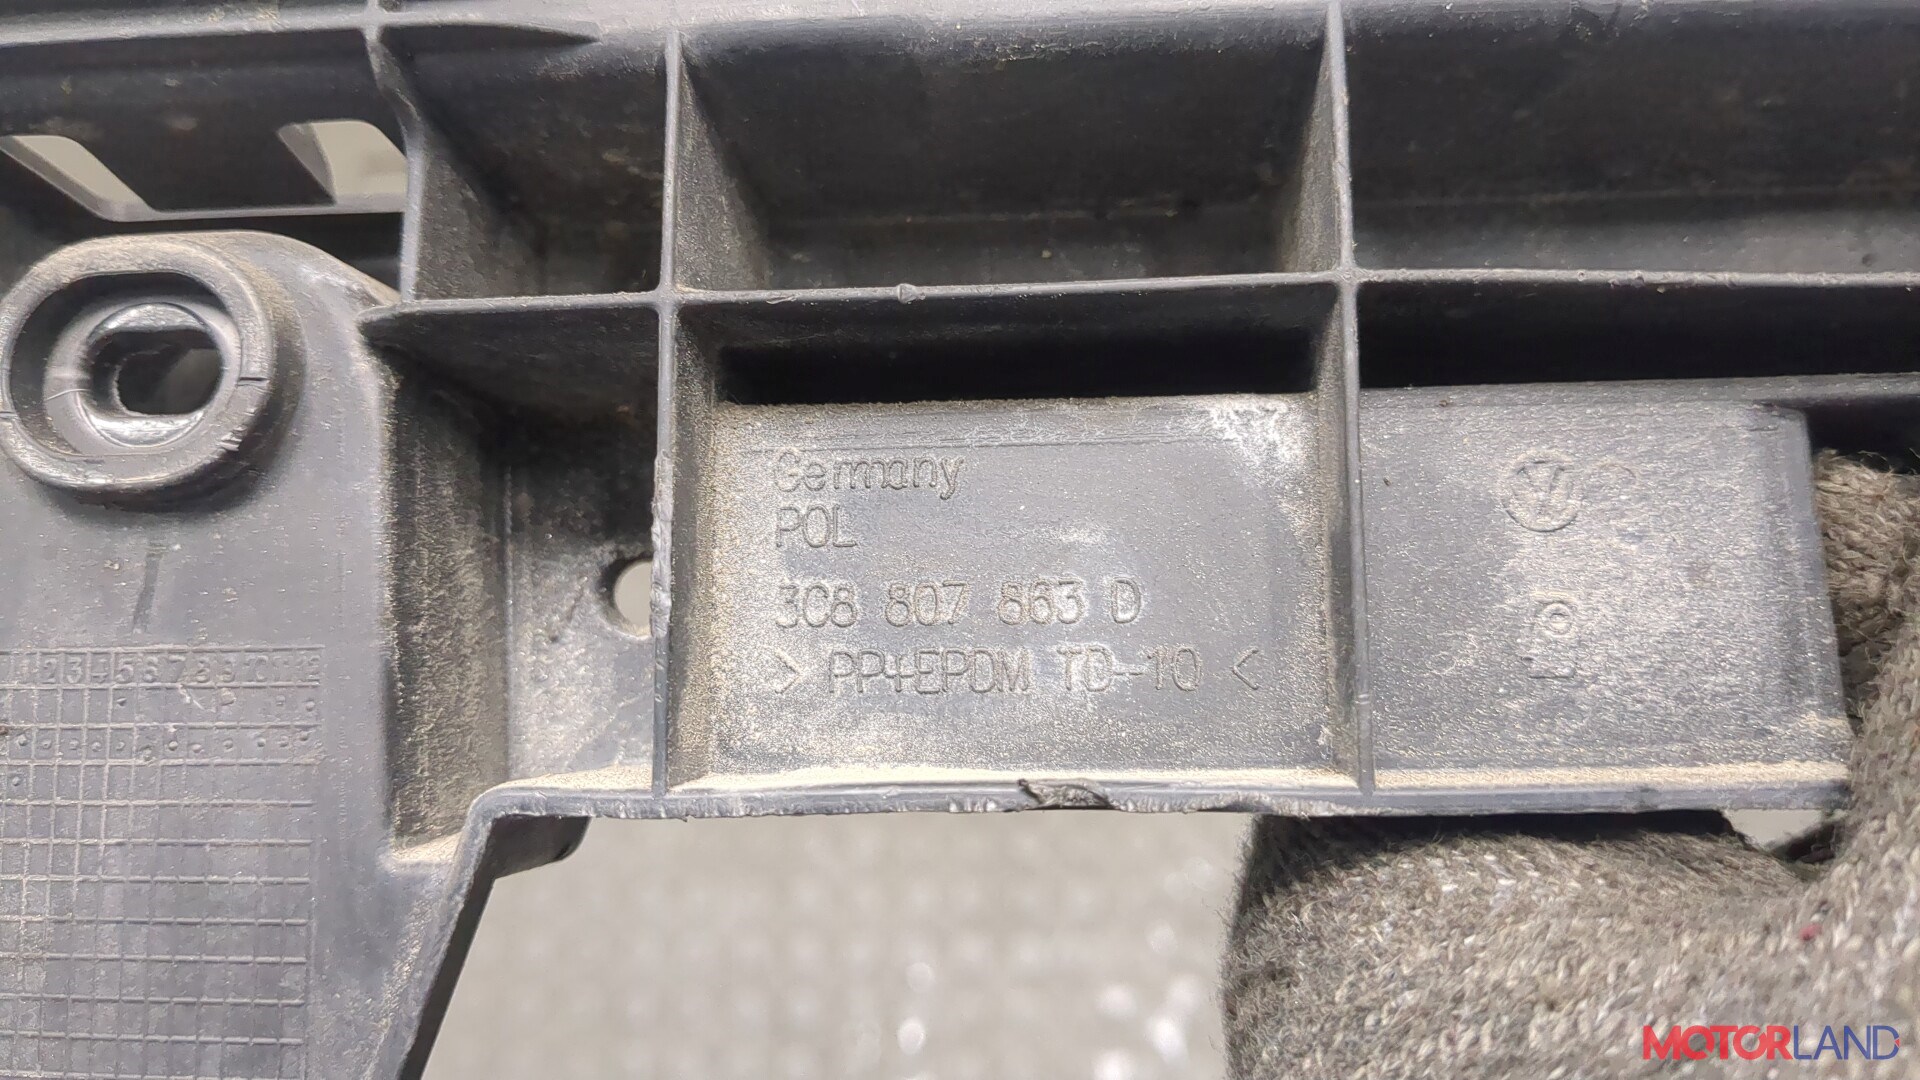 Germany
POL
3C8 807 863 D
> PP+EPDM TD-10 <
1 2 3 4 5 6 7 8 9 10 11 12
MOTORLAND